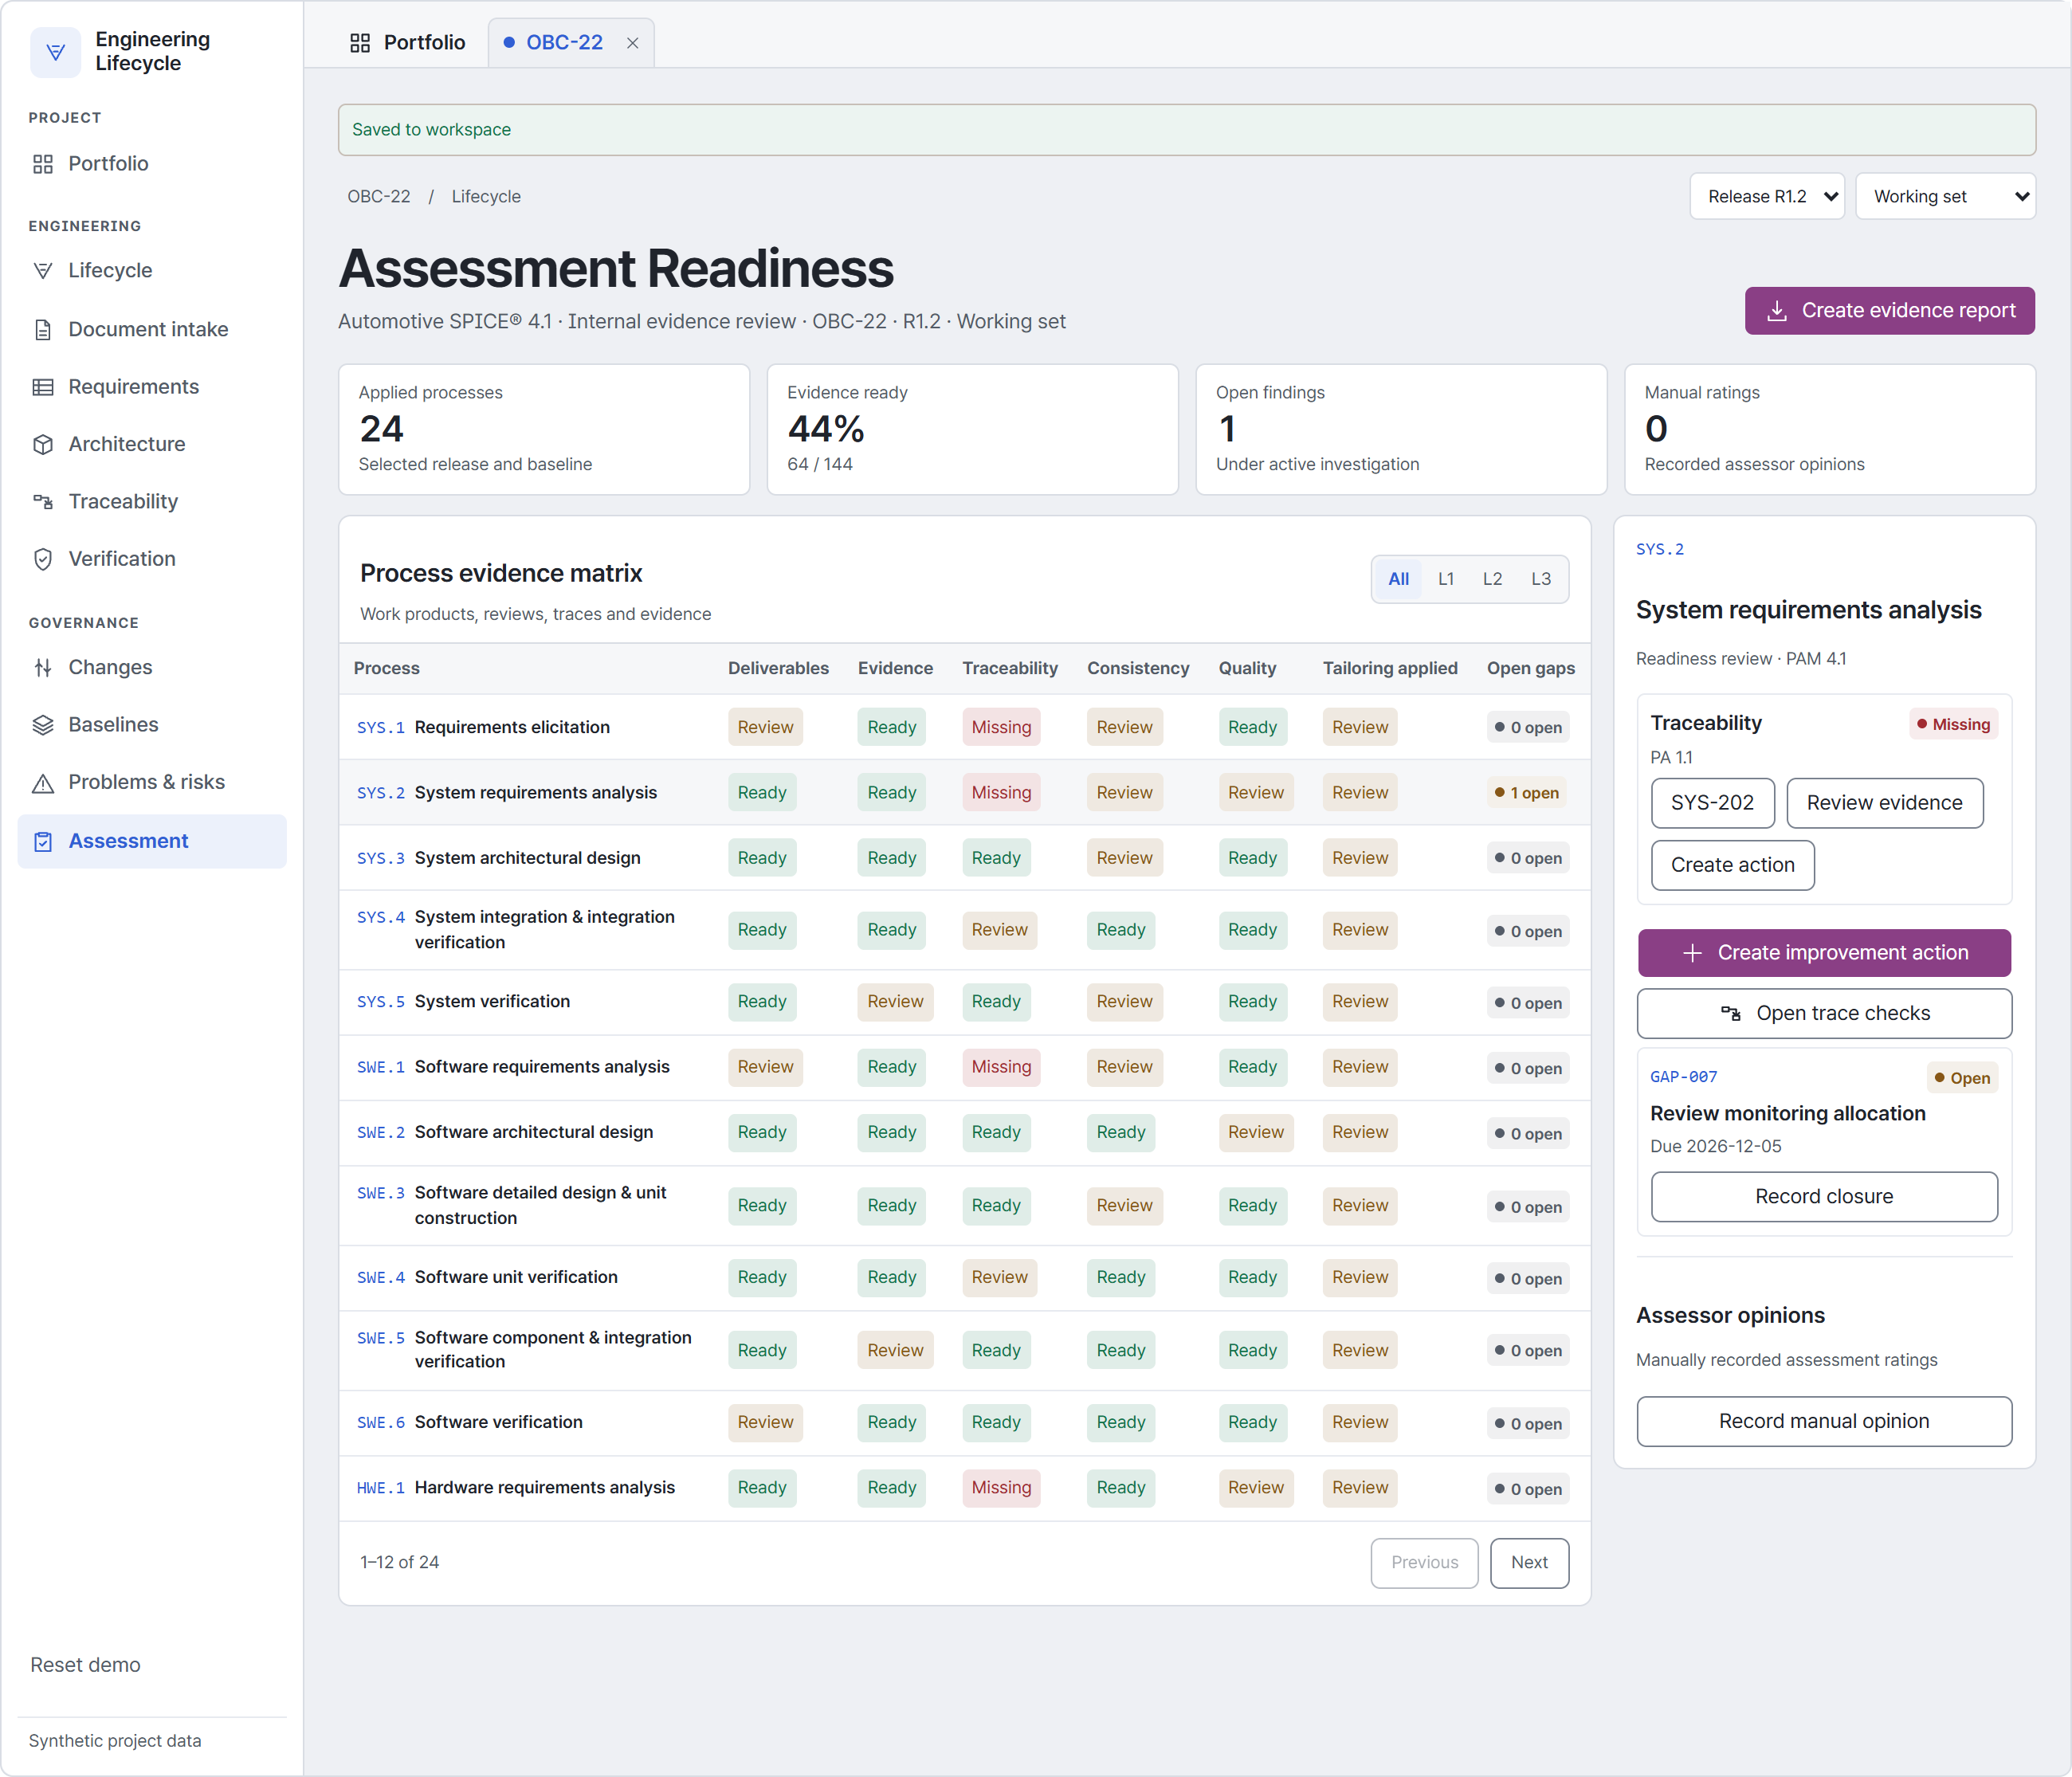 Engineering
Lifecycle
PROJECT
Portfolio
ENGINEERING
Lifecycle
Document intake
Requirements
Architecture
Traceability
Verification
GOVERNANCE
Changes
Baselines
Problems & risks
Assessment
Reset demo
Synthetic project data
Portfolio
OBC-22
Saved to workspace
OBC-22 / Lifecycle
Release R1.2
Working set
Assessment Readiness
Automotive SPICE® 4.1 · Internal evidence review · OBC-22 · R1.2 · Working set
Create evidence report
Applied processes
24
Selected release and baseline
Evidence ready
44%
64 / 144
Open findings
1
Under active investigation
Manual ratings
0
Recorded assessor opinions
Process evidence matrix
Work products, reviews, traces and evidence
All L1 L2 L3
Process Deliverables Evidence Traceability Consistency Quality Tailoring applied Open gaps
SYS.1 Requirements elicitation Review Ready Missing Review Ready Review 0 open
SYS.2 System requirements analysis Ready Ready Missing Review Review Review 1 open
SYS.3 System architectural design Ready Ready Ready Review Ready Review 0 open
SYS.4 System integration & integration
verification Ready Ready Review Ready Ready Review 0 open
SYS.5 System verification Ready Review Ready Review Ready Review 0 open
SWE.1 Software requirements analysis Review Ready Missing Review Ready Review 0 open
SWE.2 Software architectural design Ready Ready Ready Ready Review Review 0 open
SWE.3 Software detailed design & unit
construction Ready Ready Ready Review Ready Review 0 open
SWE.4 Software unit verification Ready Ready Review Ready Ready Review 0 open
SWE.5 Software component & integration
verification Ready Review Ready Ready Ready Review 0 open
SWE.6 Software verification Review Ready Ready Ready Ready Review 0 open
HWE.1 Hardware requirements analysis Ready Ready Missing Ready Review Review 0 open
1–12 of 24
Previous
Next
SYS.2
System requirements analysis
Readiness review · PAM 4.1
Traceability Missing
PA 1.1
SYS-202 Review evidence
Create action
Create improvement action
Open trace checks
GAP-007 Open
Review monitoring allocation
Due 2026-12-05
Record closure
Assessor opinions
Manually recorded assessment ratings
Record manual opinion